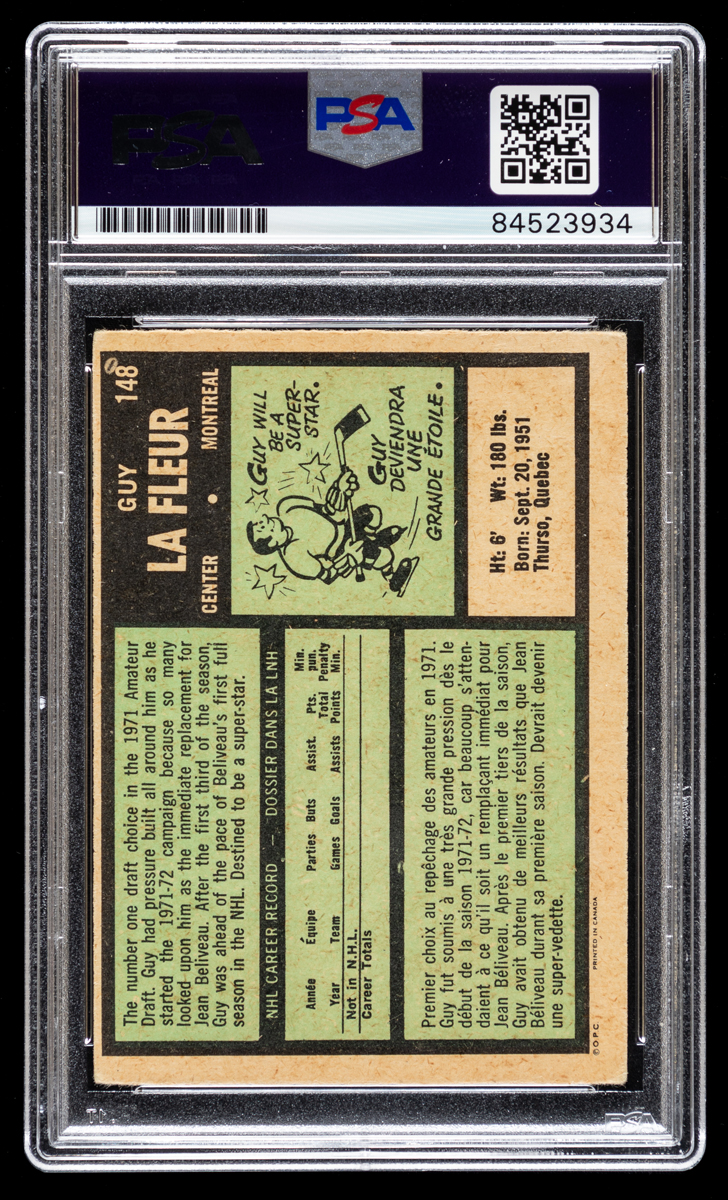 PSA
PSA
84523934
GUY 148
LA FLEUR
CENTER • MONTREAL
The number one draft choice in the 1971 Amateur
Draft. Guy had pressure built all around him as he
started the 1971-72 campaign because so many
looked upon him as the immediate replacement for
Jean Beliveau. After the first third of the season,
Guy was ahead of the pace of Beliveau's first full
season in the NHL. Destined to be a super-star.
GUY WILL
BE A
SUPER-
STAR.
GUY
DEVIENDRA
UNE
GRANDE ÉTOILE.
NHL CAREER RECORD — DOSSIER DANS LA LNH
Année Équipe Parties Buts Assist. Pts. Min. pun.
Year Team Games Goals Assists Total Points Penalty Min.
Not in N.H.L.
Career Totals
Ht: 6' Wt: 180 lbs.
Born: Sept. 20, 1951
Thurso, Quebec
Premier choix au repêchage des amateurs en 1971.
Guy fut soumis à une très grande pression dès le
début de la saison 1971-72, car beaucoup s'atten-
daient à ce qu'il soit un remplaçant immédiat pour
Jean Béliveau. Après le premier tiers de la saison,
Guy avait obtenu de meilleurs résultats que Jean
Béliveau, durant sa première saison. Devrait devenir
une super-vedette.
© O.P.C. PRINTED IN CANADA
PSA